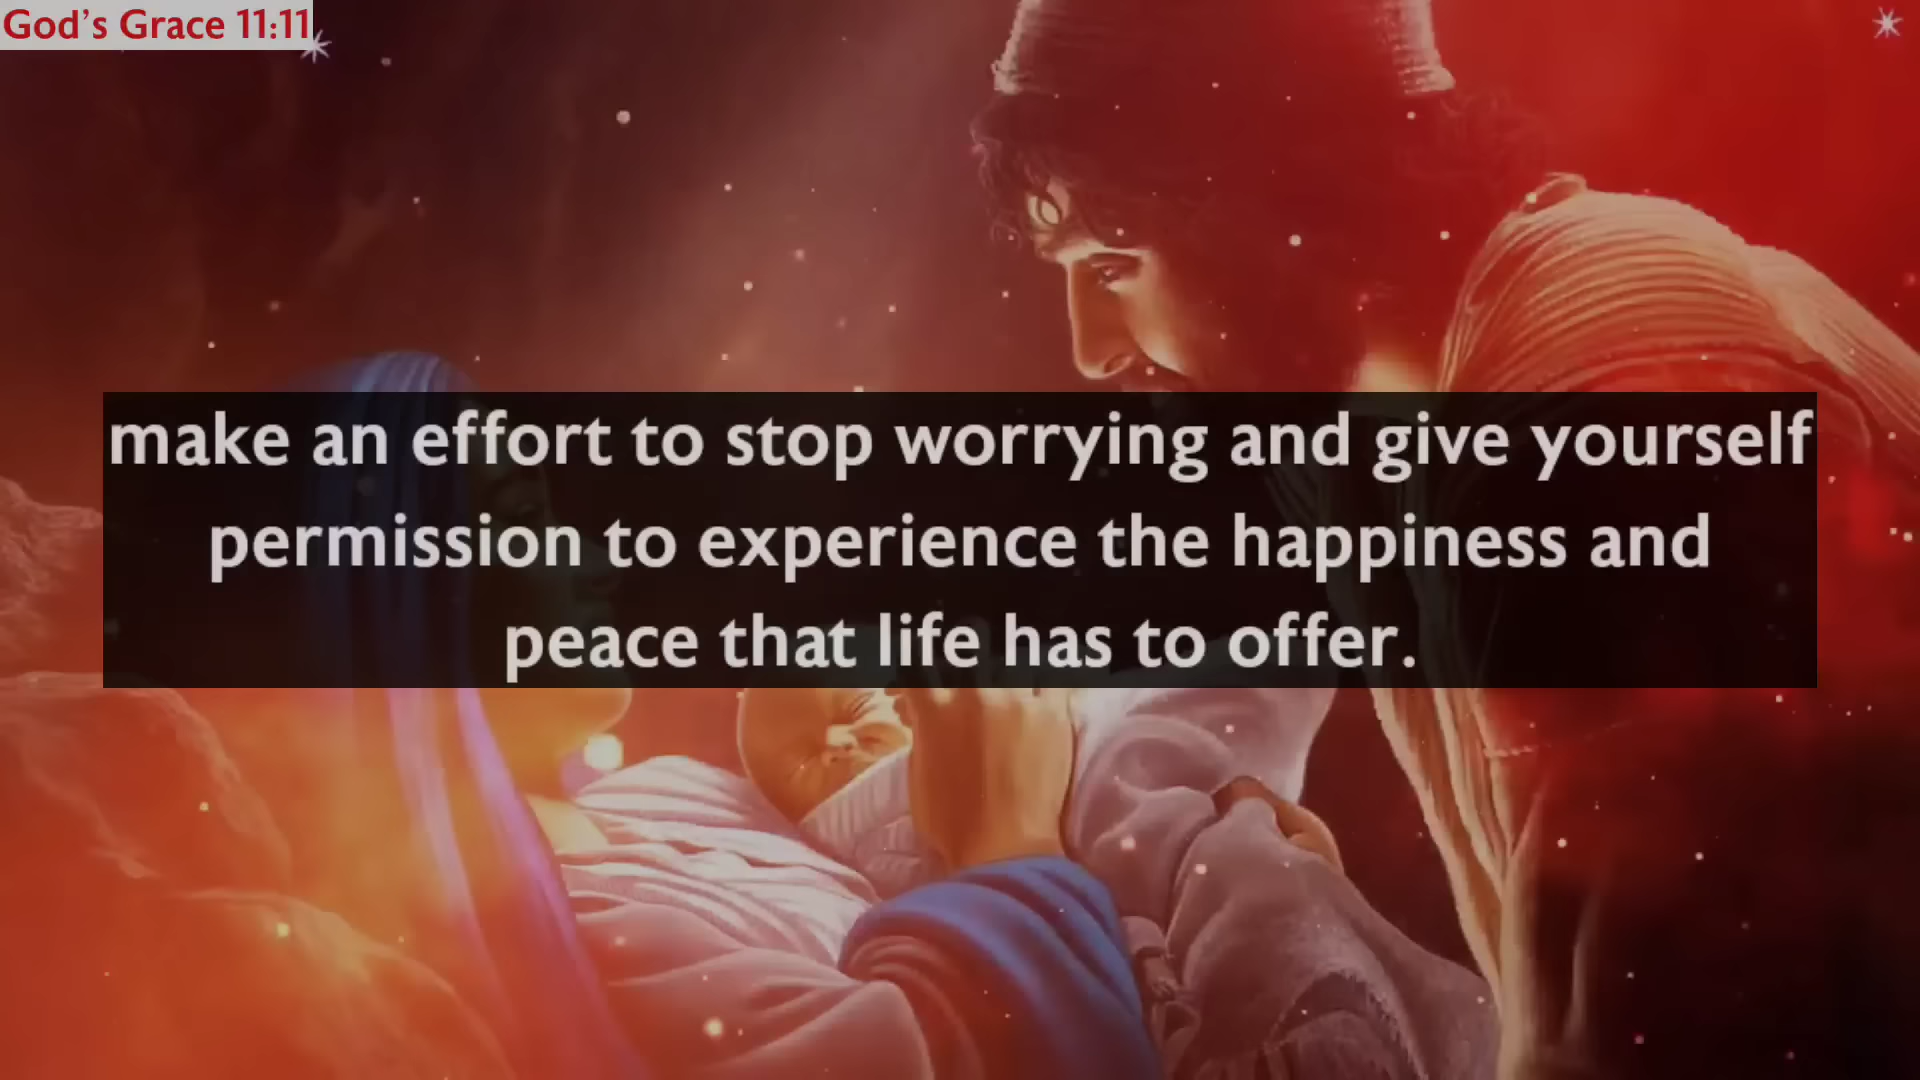 God's Grace 11:11
make an effort to stop worrying and give yourself
permission to experience the happiness and
peace that life has to offer.